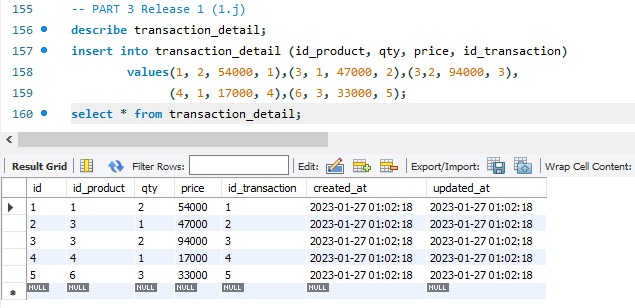 155 -- PART 3 Release 1 (1.j)
156 describe transaction_detail;
157 insert into transaction_detail (id_product, qty, price, id_transaction)
158 values(1, 2, 54000, 1),(3, 1, 47000, 2),(3,2, 94000, 3),
159 (4, 1, 17000, 4),(6, 3, 33000, 5);
160 select * from transaction_detail;
Result Grid Filter Rows: Edit: Export/Import: Wrap Cell Content:
id id_product qty price id_transaction created_at updated_at
1 1 2 54000 1 2023-01-27 01:02:18 2023-01-27 01:02:18
2 3 1 47000 2 2023-01-27 01:02:18 2023-01-27 01:02:18
3 3 2 94000 3 2023-01-27 01:02:18 2023-01-27 01:02:18
4 4 1 17000 4 2023-01-27 01:02:18 2023-01-27 01:02:18
5 6 3 33000 5 2023-01-27 01:02:18 2023-01-27 01:02:18
NULL NULL NULL NULL NULL NULL NULL